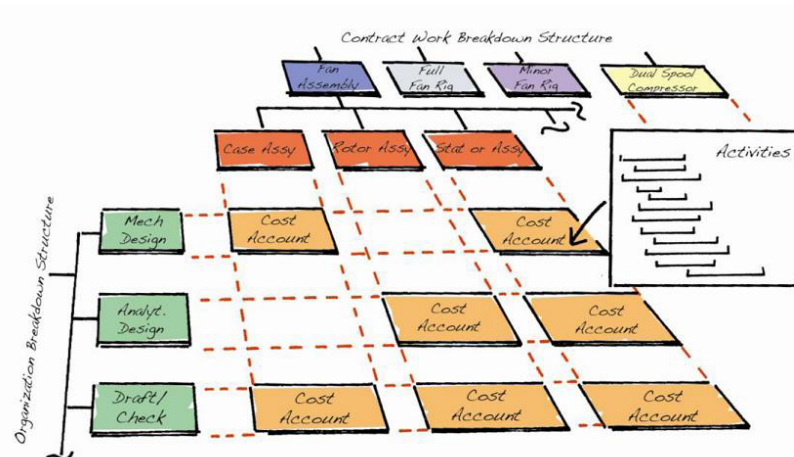 Contract Work Breakdown Structure
Fan
Assembly
Full
Fan Rig
Minor
Fan Rig
Dual Spool
Compressor
Case Assy
Rotor Assy
Stat or Assy
Activities
Organization Breakdown Structure
Mech
Design
Cost
Account
Cost
Account
Analyt.
Design
Cost
Account
Cost
Account
Draft/
Check
Cost
Account
Cost
Account
Cost
Account